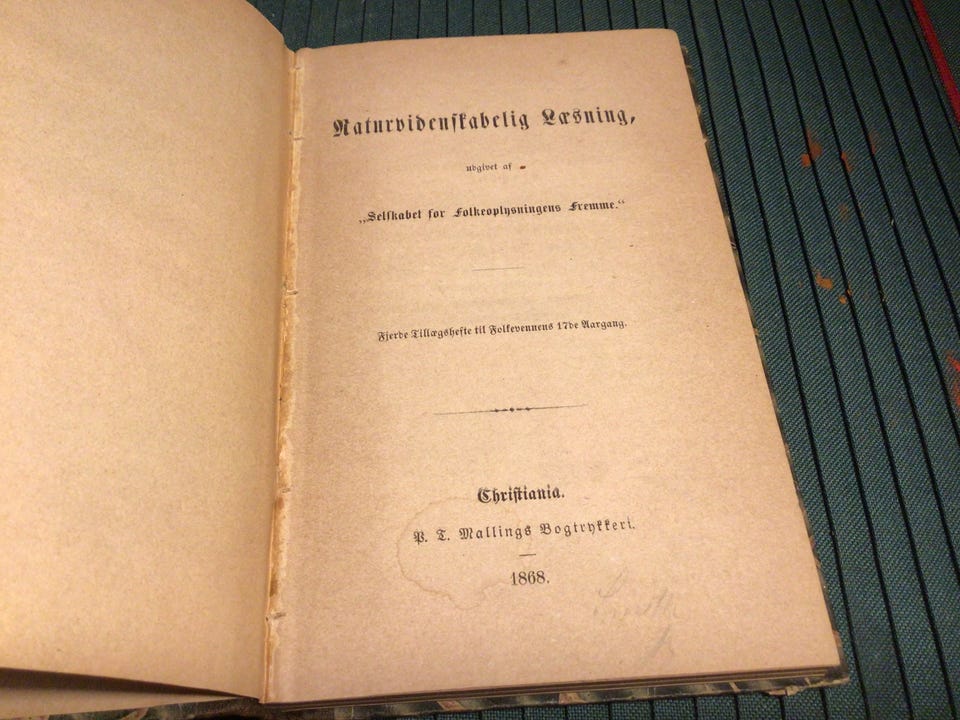 Naturvidenskabelig Læsning,
udgivet af
„Selskabet for Folkeoplysningens Fremme.“
Fjerde Tillægshefte til Folkevennens 17de Aargang.
Christiania.
P. T. Mallings Bogtrykkeri.
1868.